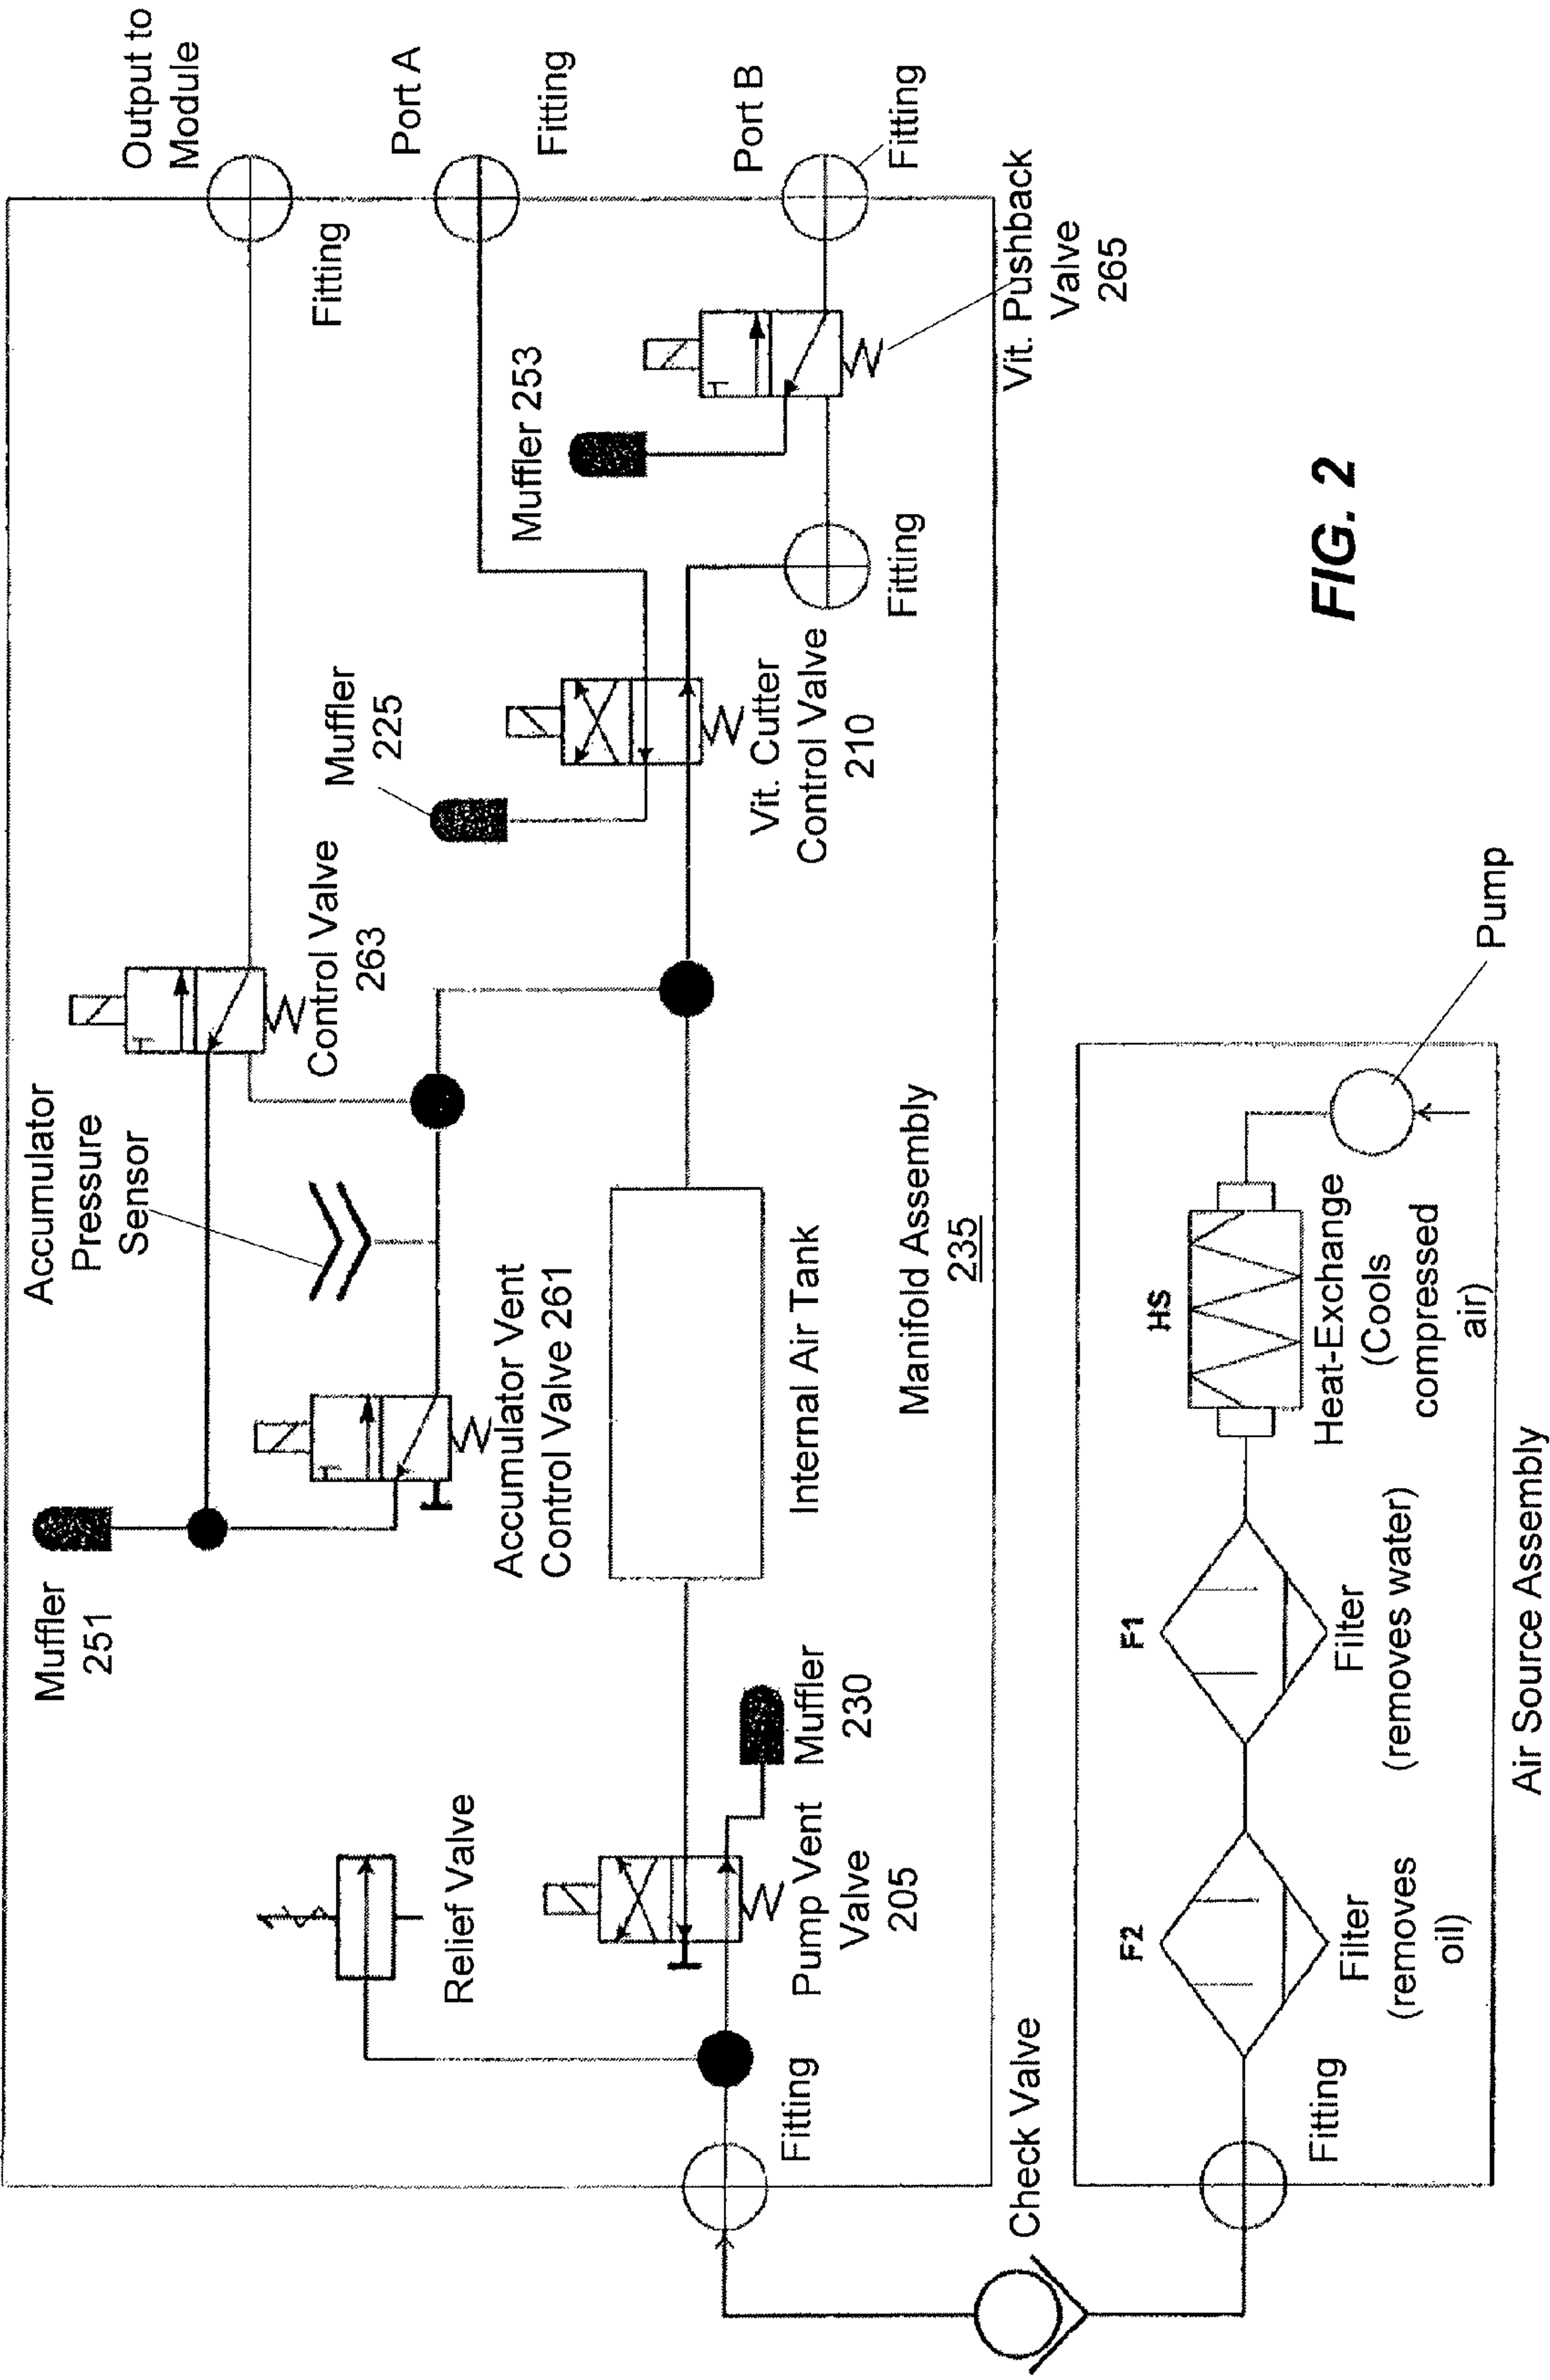 Output to
Module
Port A
Fitting
Port B
Fitting
Fitting
Vit. Pushback
Valve
265
Muffler 253
Fitting
Muffler
225
Vit. Cutter
Control Valve
210
Control Valve
263
Accumulator
Pressure
Sensor
Accumulator Vent
Control Valve 261
Internal Air Tank
Manifold Assembly
235
Muffler
251
Muffler
230
Relief Valve
Pump Vent
Valve
205
Fitting
Check Valve
Pump
HS
Heat-Exchange
(Cools
compressed
air)
F1
Filter
(removes water)
F2
Filter
(removes
oil)
Fitting
Air Source Assembly
FIG. 2